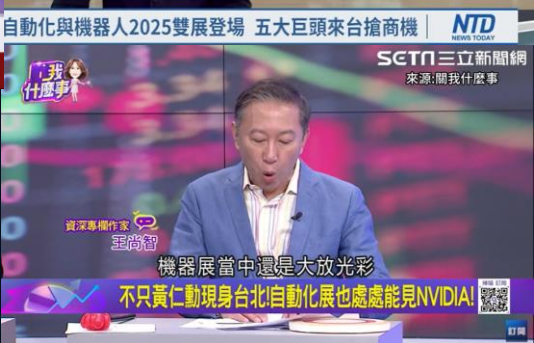 自動化與機器人2025雙展登場 五大巨頭來台搶商機
NTD
NEWS TODAY
SETN三立新聞網
來源:關我什麼事
我
什麼事
資深專欄作家
王尚智
機器展當中還是大放光彩
不只黃仁勳現身台北!自動化展也處處能見NVIDIA!
訂閱